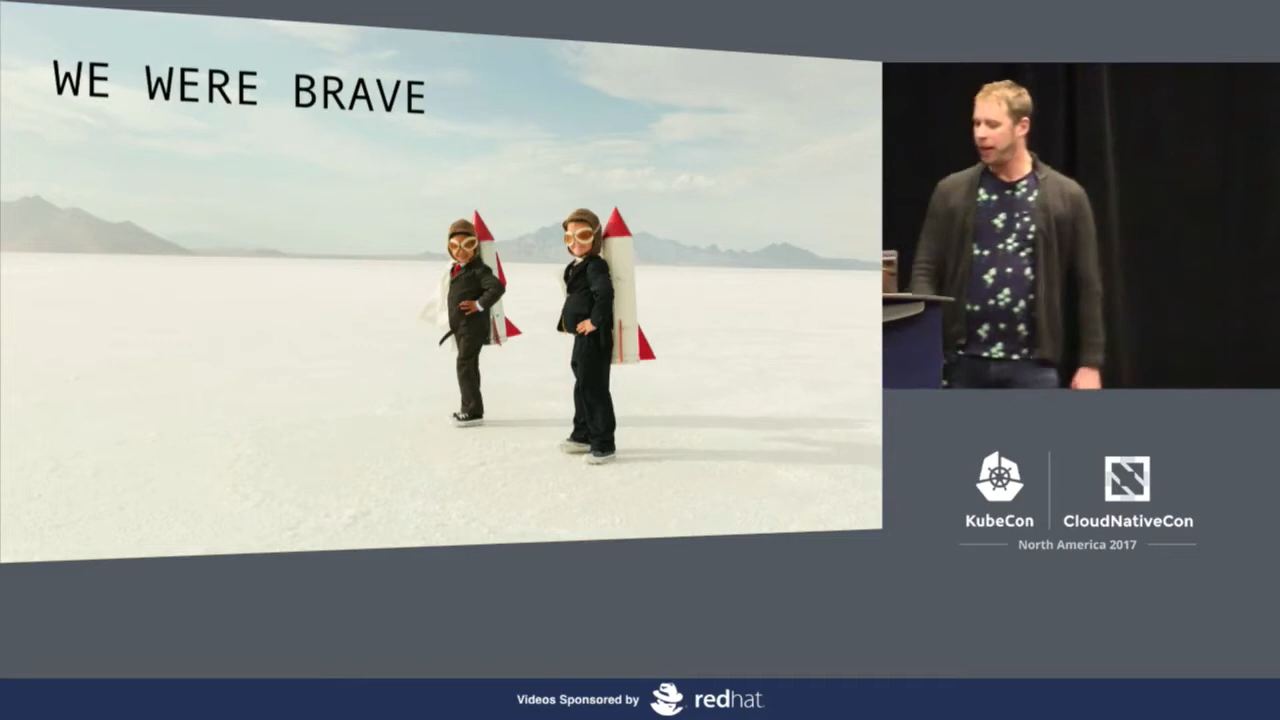 WE WERE BRAVE
KubeCon
CloudNativeCon
North America 2017
Videos Sponsored by redhat